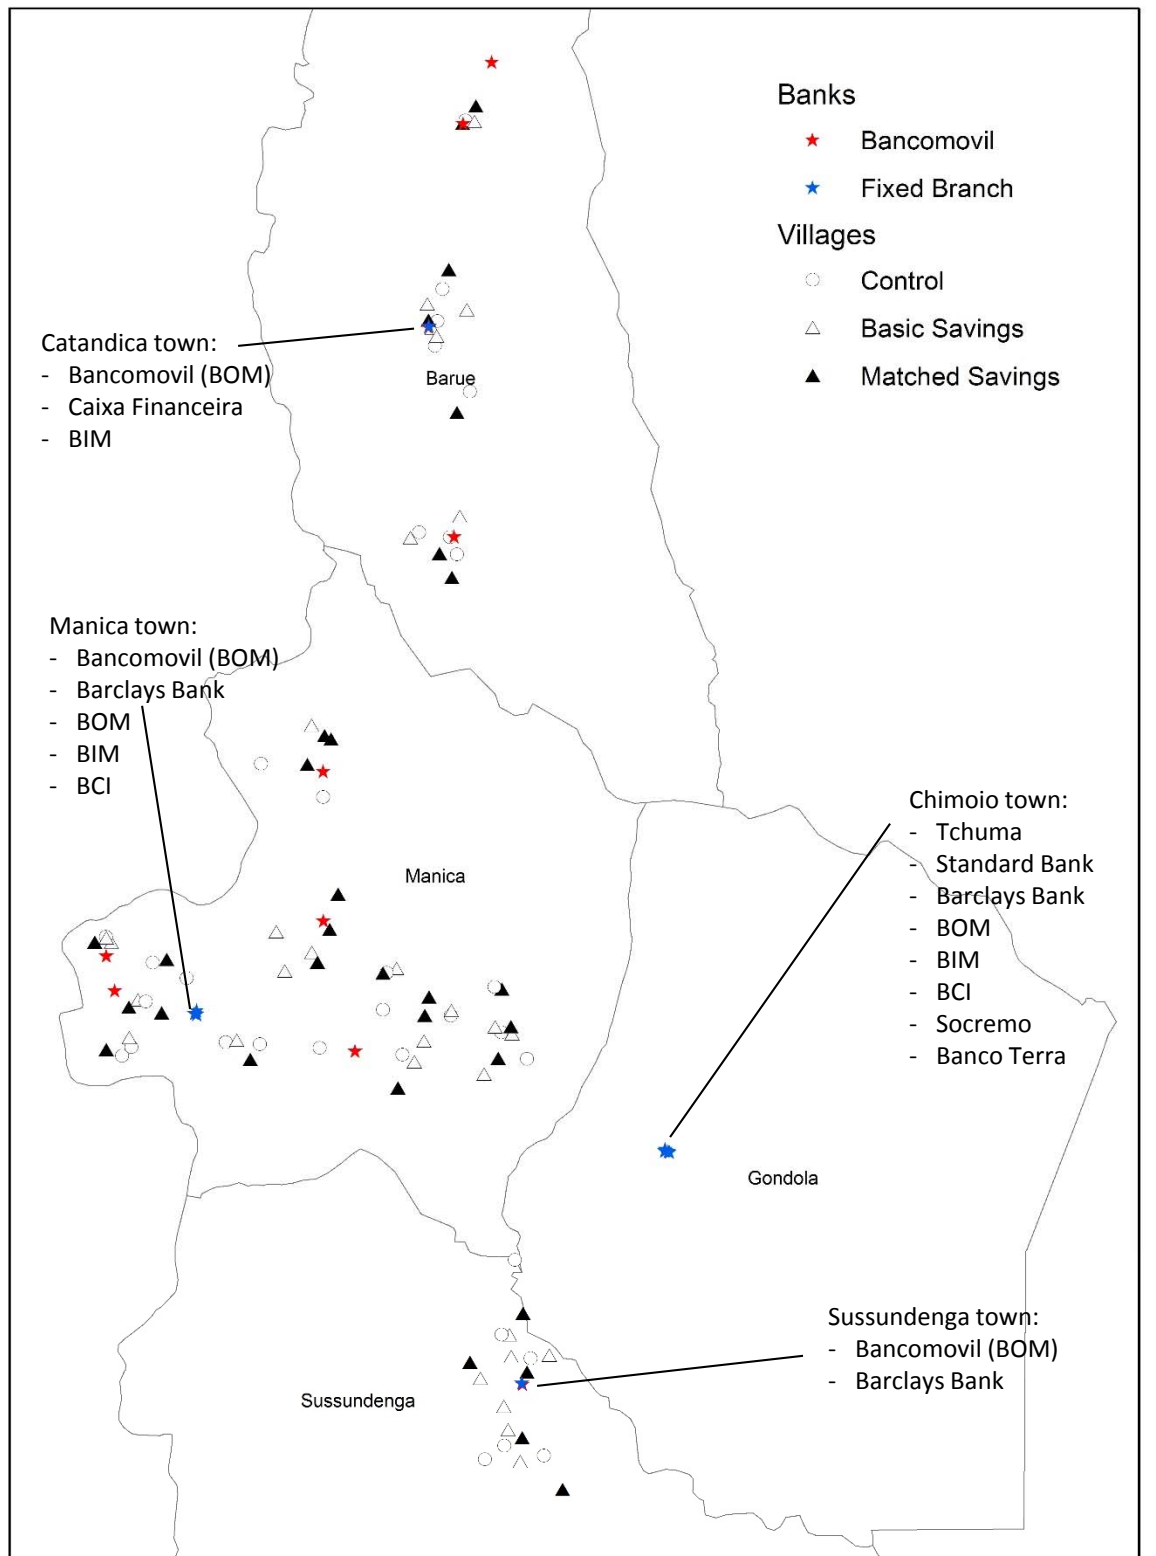 Banks
Bancomovil
Fixed Branch
Villages
Control
Basic Savings
Matched Savings
Catandica town:
- Bancomovil (BOM)
- Caixa Financeira
- BIM
Barue
Manica town:
- Bancomovil (BOM)
- Barclays Bank
- BOM
- BIM
- BCI
Manica
Chimoio town:
- Tchuma
- Standard Bank
- Barclays Bank
- BOM
- BIM
- BCI
- Socremo
- Banco Terra
Gondola
Sussundenga town:
- Bancomovil (BOM)
- Barclays Bank
Sussundenga